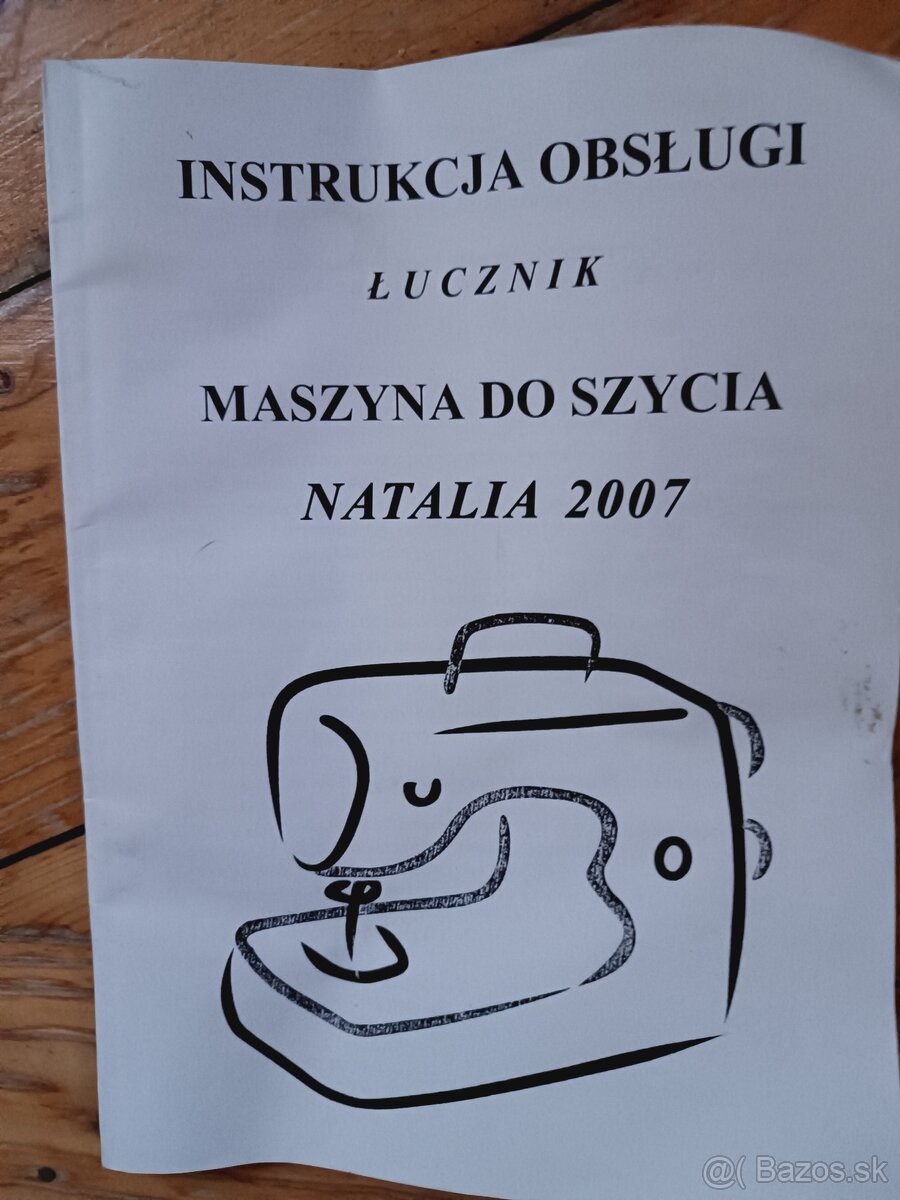 INSTRUKCJA OBSŁUGI
ŁUCZNIK
MASZYNA DO SZYCIA
NATALIA 2007
@( Bazos.sk